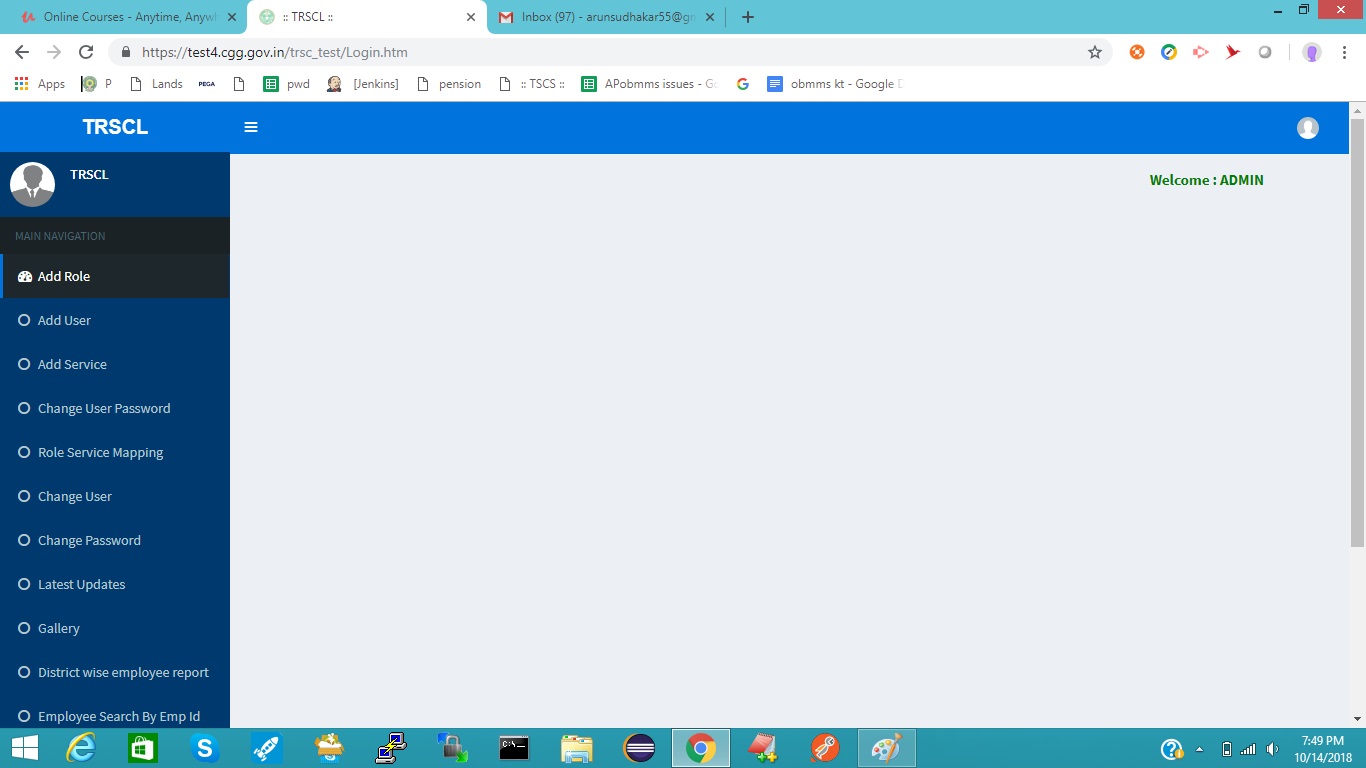 Online Courses - Anytime, Anywh
:: TRSCL ::
Inbox (97) - arunsudhakar55@gm
https://test4.cgg.gov.in/trsc_test/Login.htm
Apps P Lands PEGA pwd [Jenkins] pension :: TSCS :: APobmms issues - Go obmms kt - Google D
TRSCL
TRSCL
Welcome : ADMIN
MAIN NAVIGATION
Add Role
Add User
Add Service
Change User Password
Role Service Mapping
Change User
Change Password
Latest Updates
Gallery
District wise employee report
Employee Search By Emp Id
7:49 PM
10/14/2018